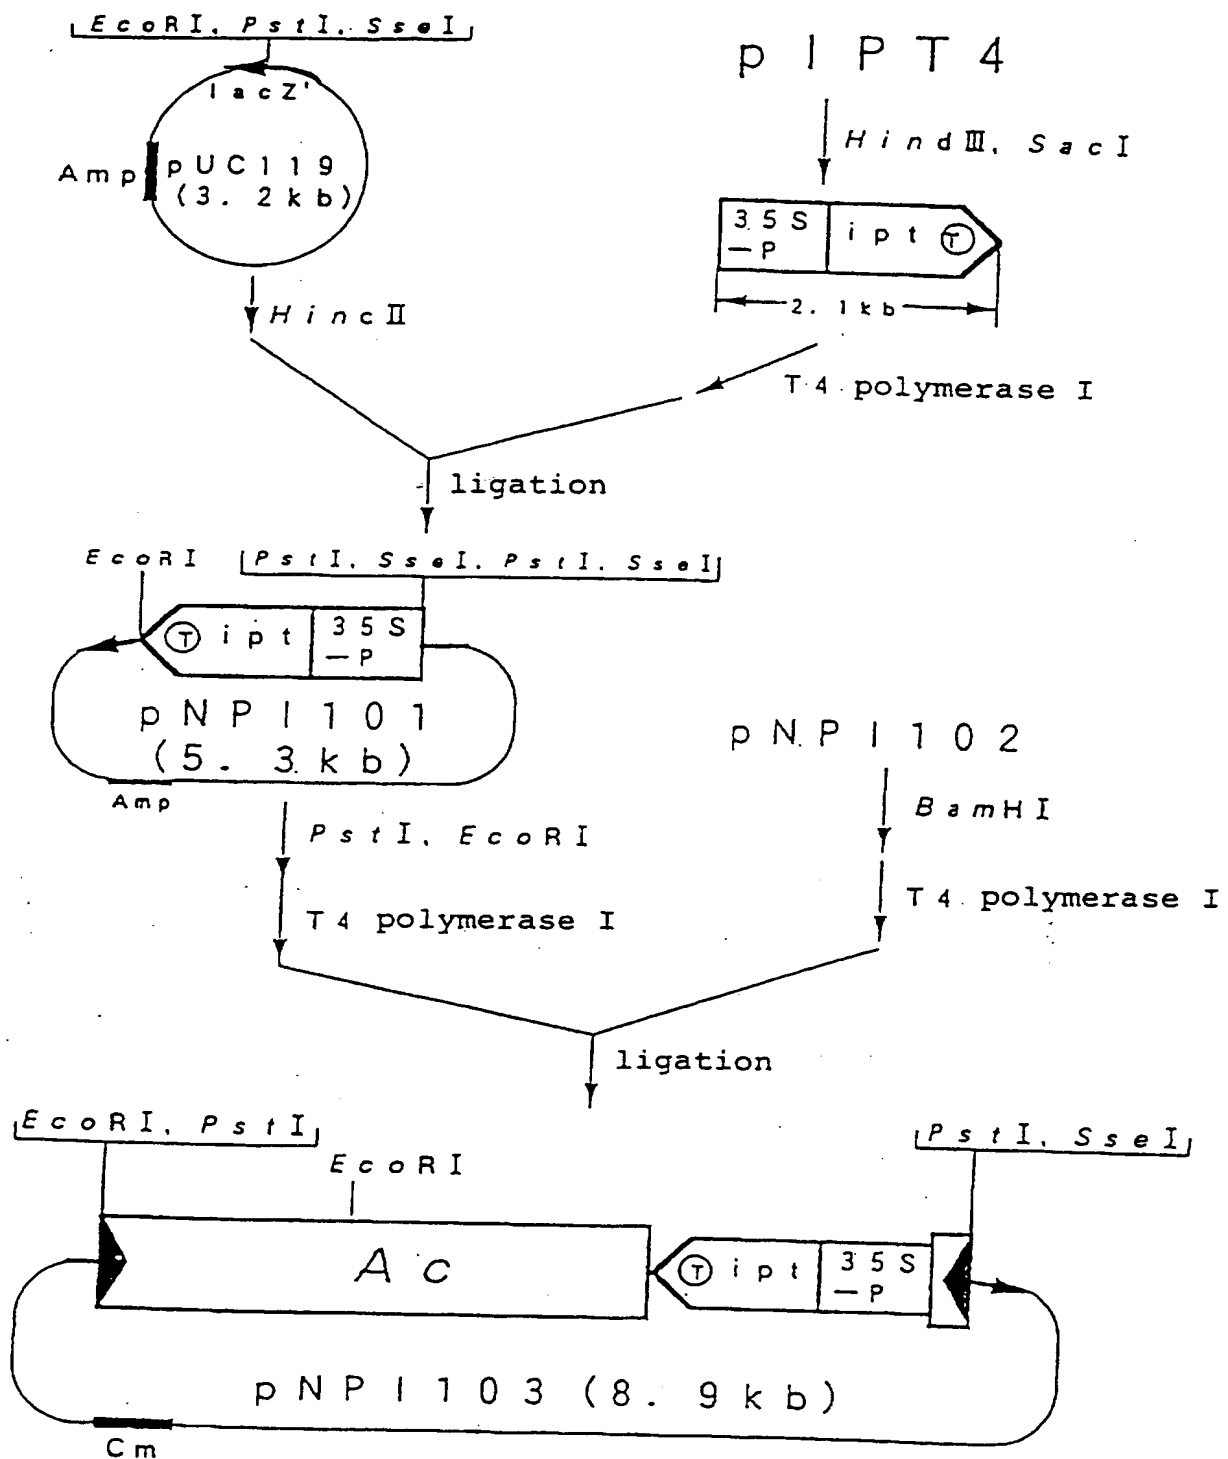 EcoRI, PstI, SseI
lacZ'
Amp
pUC119
(3. 2kb)
HincⅡ
pIPT4
HindⅢ, SacI
35S
—P
ipt
T
2. 1kb
T4 polymerase I
ligation
EcoRI
PstI, SseI, PstI, SseI
T
ipt
35S
—P
pNPI101
(5. 3kb)
Amp
PstI, EcoRI
T4 polymerase I
pNPI102
BamHI
T4 polymerase I
ligation
EcoRI, PstI
EcoRI
PstI, SseI
Ac
T
ipt
35S
—P
pNPI103 (8. 9kb)
Cm